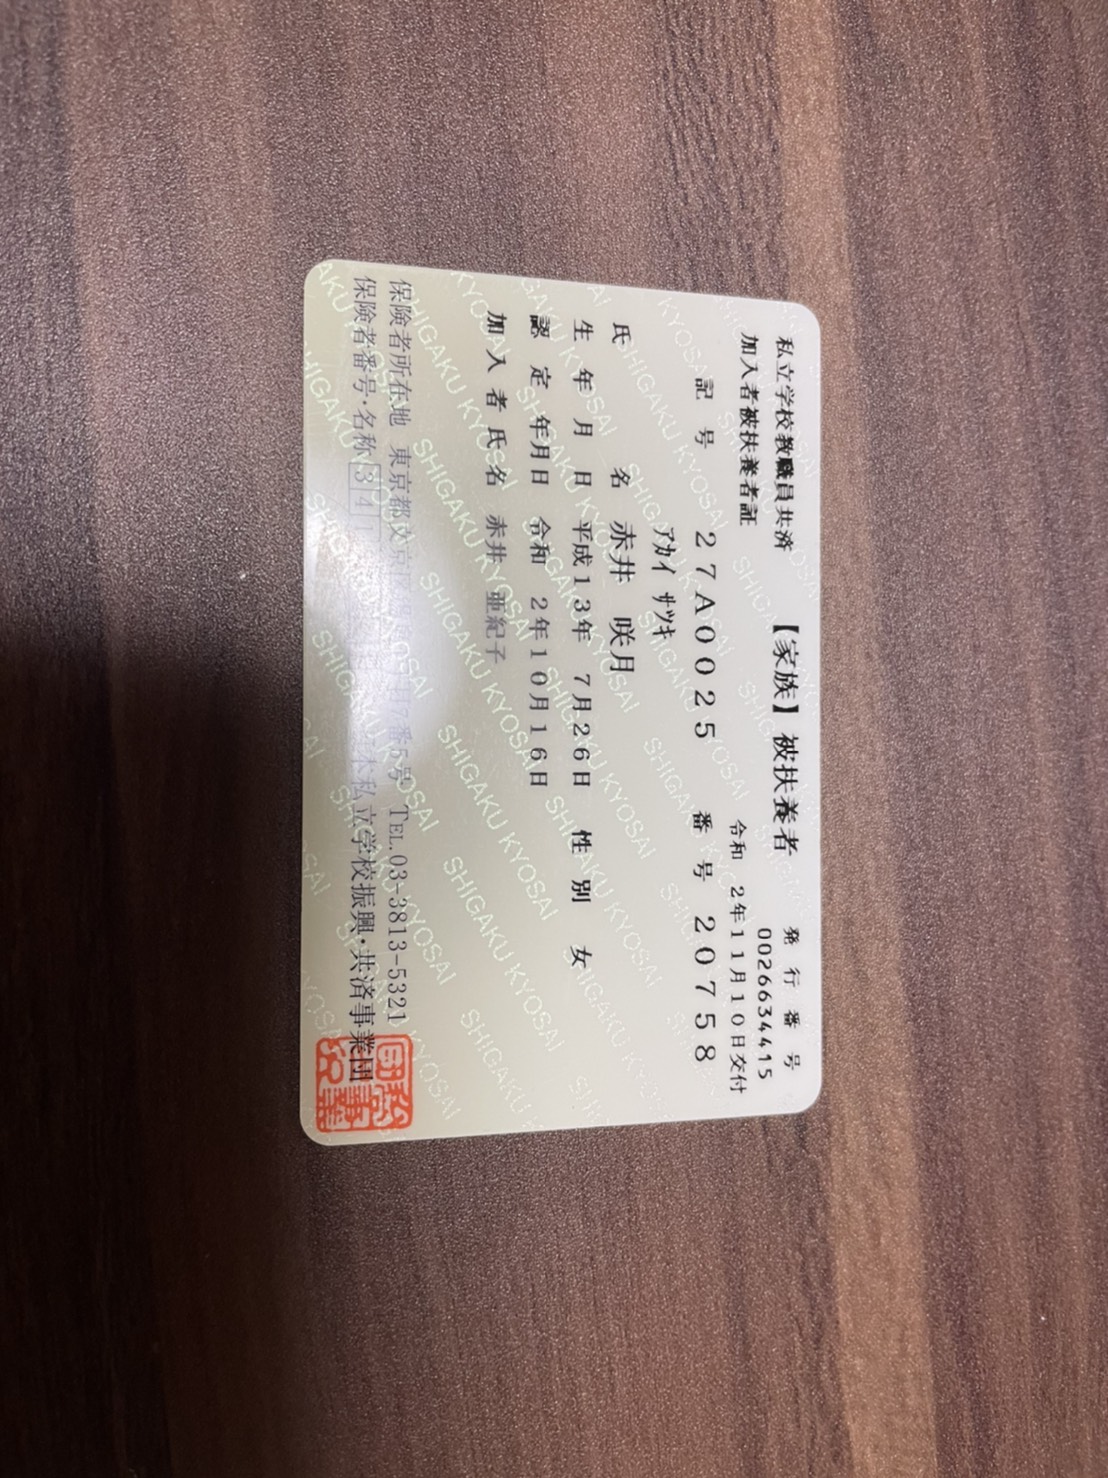 私立学校教職員共済 【家族】被扶養者 発行番号
加入者被扶養者証 0026634415
令和 2年11月10日交付
記号 27A0025 番号 20758
アカイ サツキ
氏名 赤井 咲月
生年月日 平成13年 7月26日 性別 女
認定年月日 令和 2年10月16日
加入者氏名 赤井 亜紀子
保険者所在地 東京都文京区 7番5号 TEL.03-3813-5321
保険者番号・名称 34 日本私立学校振興・共済事業団
SHIGAKU KYOSAI